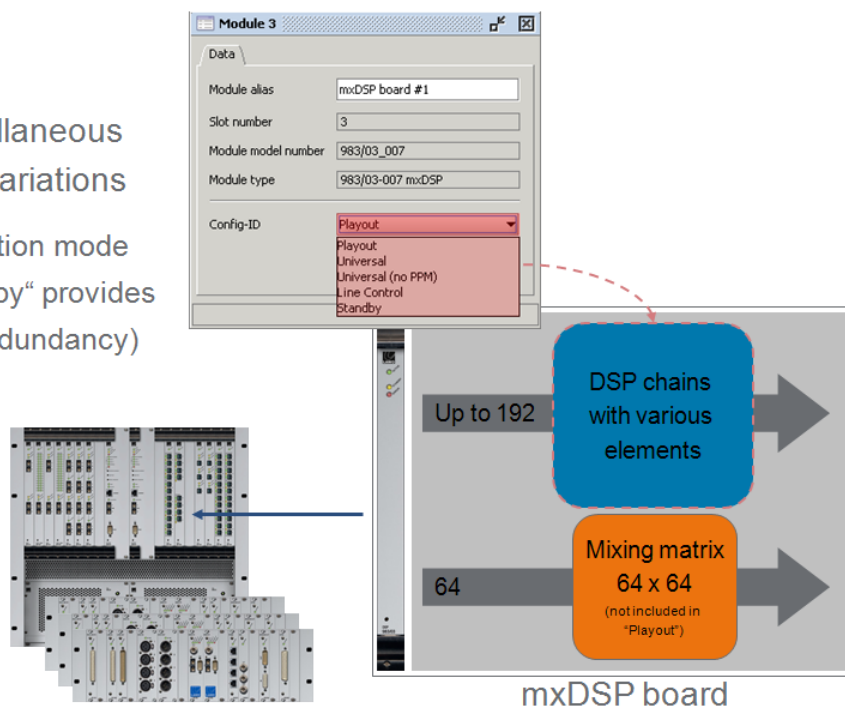 Module 3
Data
Module alias
mxDSP board #1
Slot number
3
Module model number
983/03_007
Module type
983/03-007 mxDSP
Config-ID
Playout
Playout
Universal
Universal (no PPM)
Line Control
Standby
llaneous
ariations
tion mode
by“ provides
edundancy)
Up to 192
DSP chains
with various
elements
64
Mixing matrix
64 x 64
(not included in
“Playout”)
mxDSP board